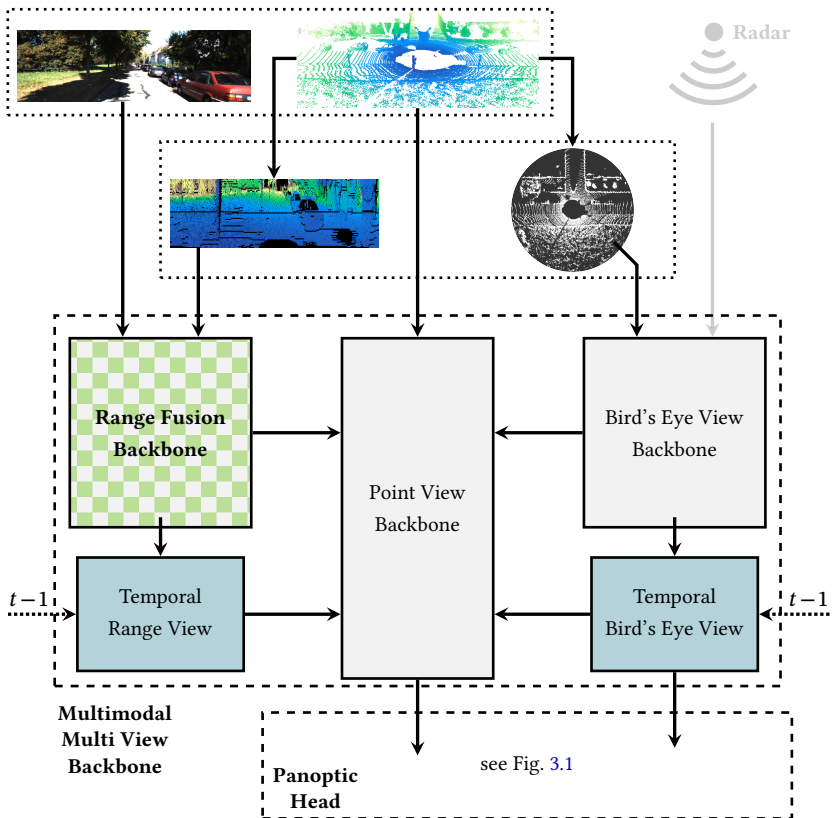 Radar
Range Fusion
Backbone
Bird's Eye View
Backbone
Point View
Backbone
t−1
Temporal
Range View
Temporal
Bird's Eye View
t−1
Multimodal
Multi View
Backbone
see Fig. 3.1
Panoptic
Head